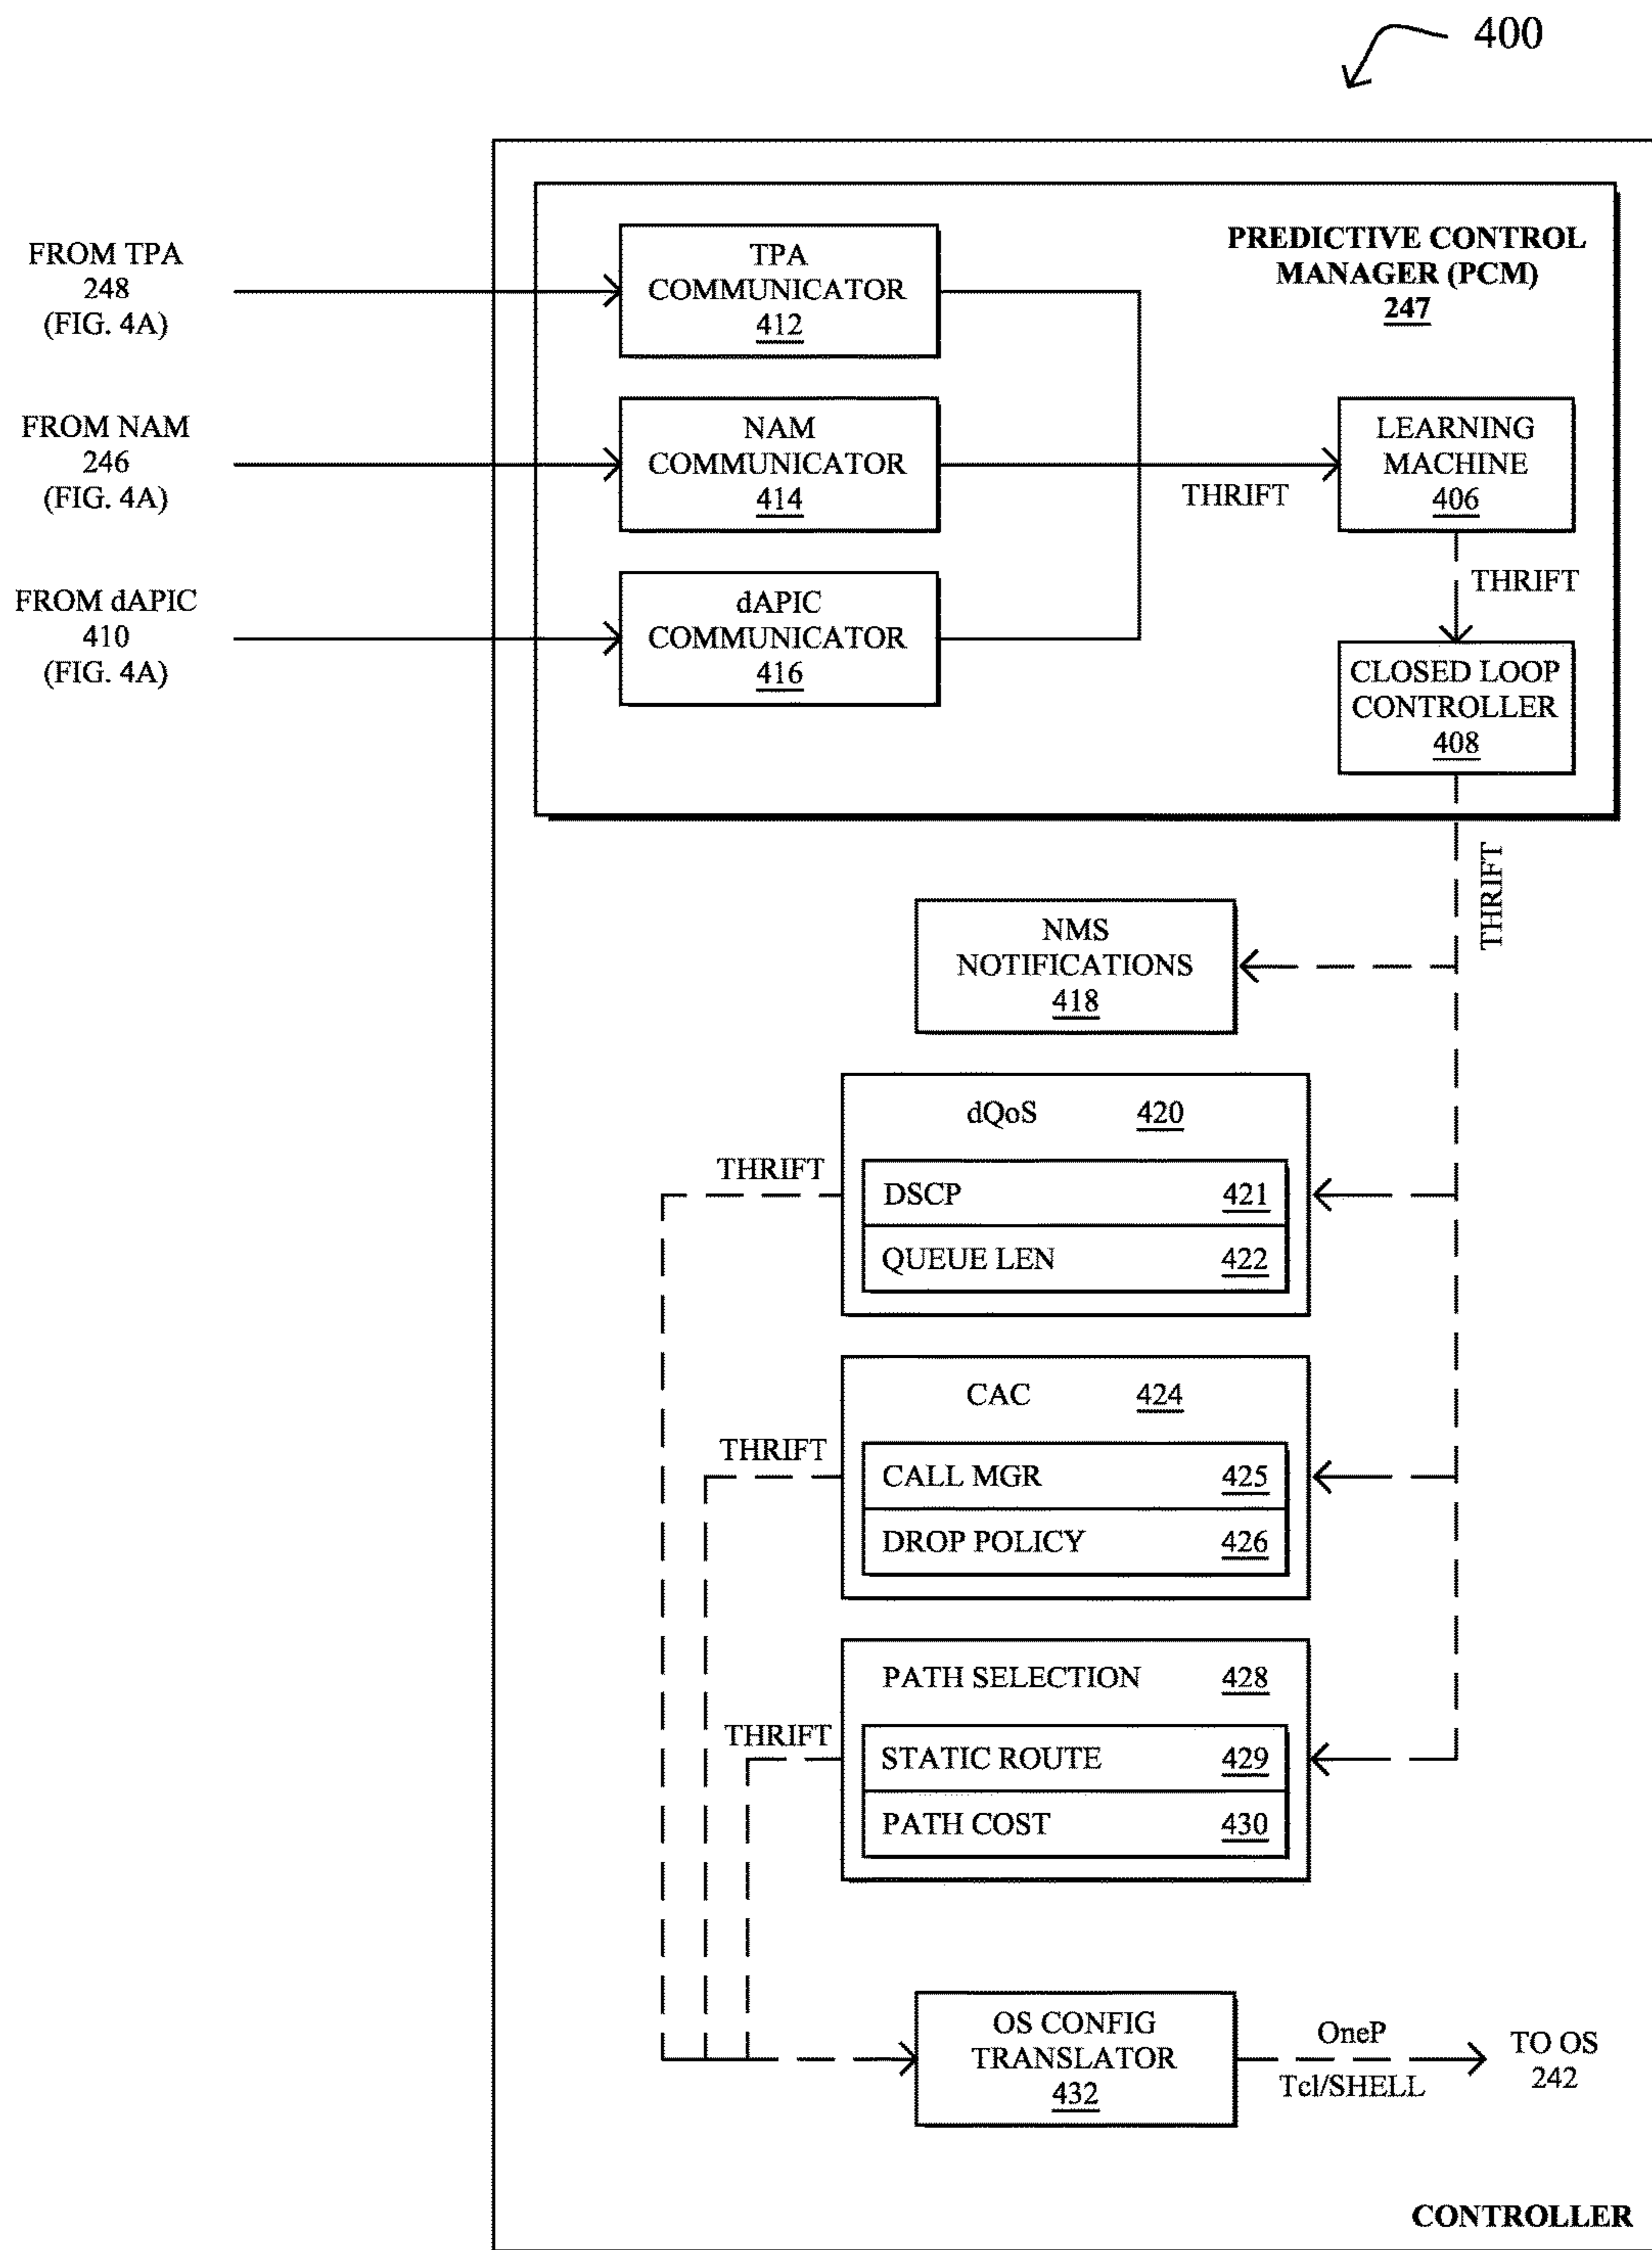 400
FROM TPA
248
(FIG. 4A)
TPA
COMMUNICATOR
412
PREDICTIVE CONTROL
MANAGER (PCM)
247
FROM NAM
246
(FIG. 4A)
NAM
COMMUNICATOR
414
THRIFT
LEARNING
MACHINE
406
THRIFT
FROM dAPIC
410
(FIG. 4A)
dAPIC
COMMUNICATOR
416
CLOSED LOOP
CONTROLLER
408
THRIFT
NMS
NOTIFICATIONS
418
dQoS 420
THRIFT
DSCP 421
QUEUE LEN 422
CAC 424
THRIFT
CALL MGR 425
DROP POLICY 426
PATH SELECTION 428
THRIFT
STATIC ROUTE 429
PATH COST 430
OS CONFIG
TRANSLATOR
432
OneP
Tcl/SHELL
TO OS
242
CONTROLLER